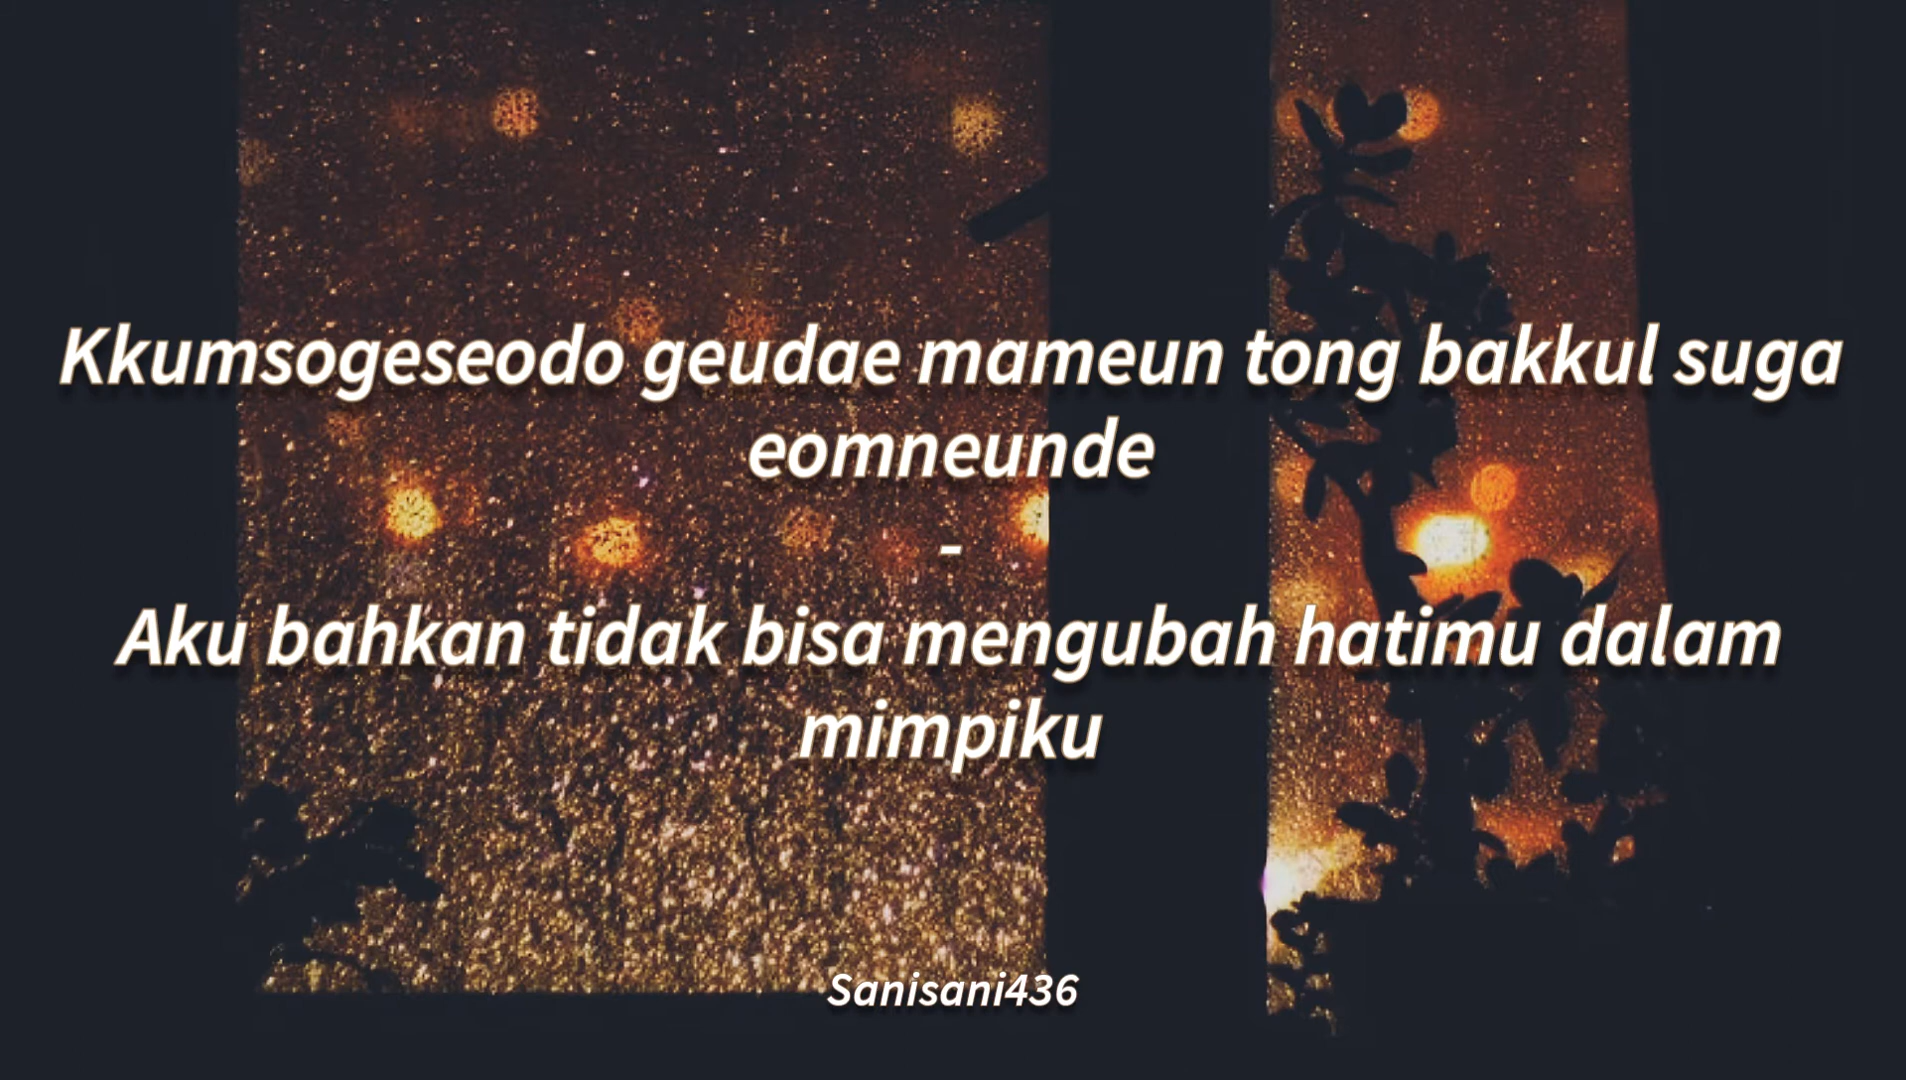 Kkumsogeseodo geudae mameun tong bakkul suga
eomneunde
-
Aku bahkan tidak bisa mengubah hatimu dalam
mimpiku
Sanisani436